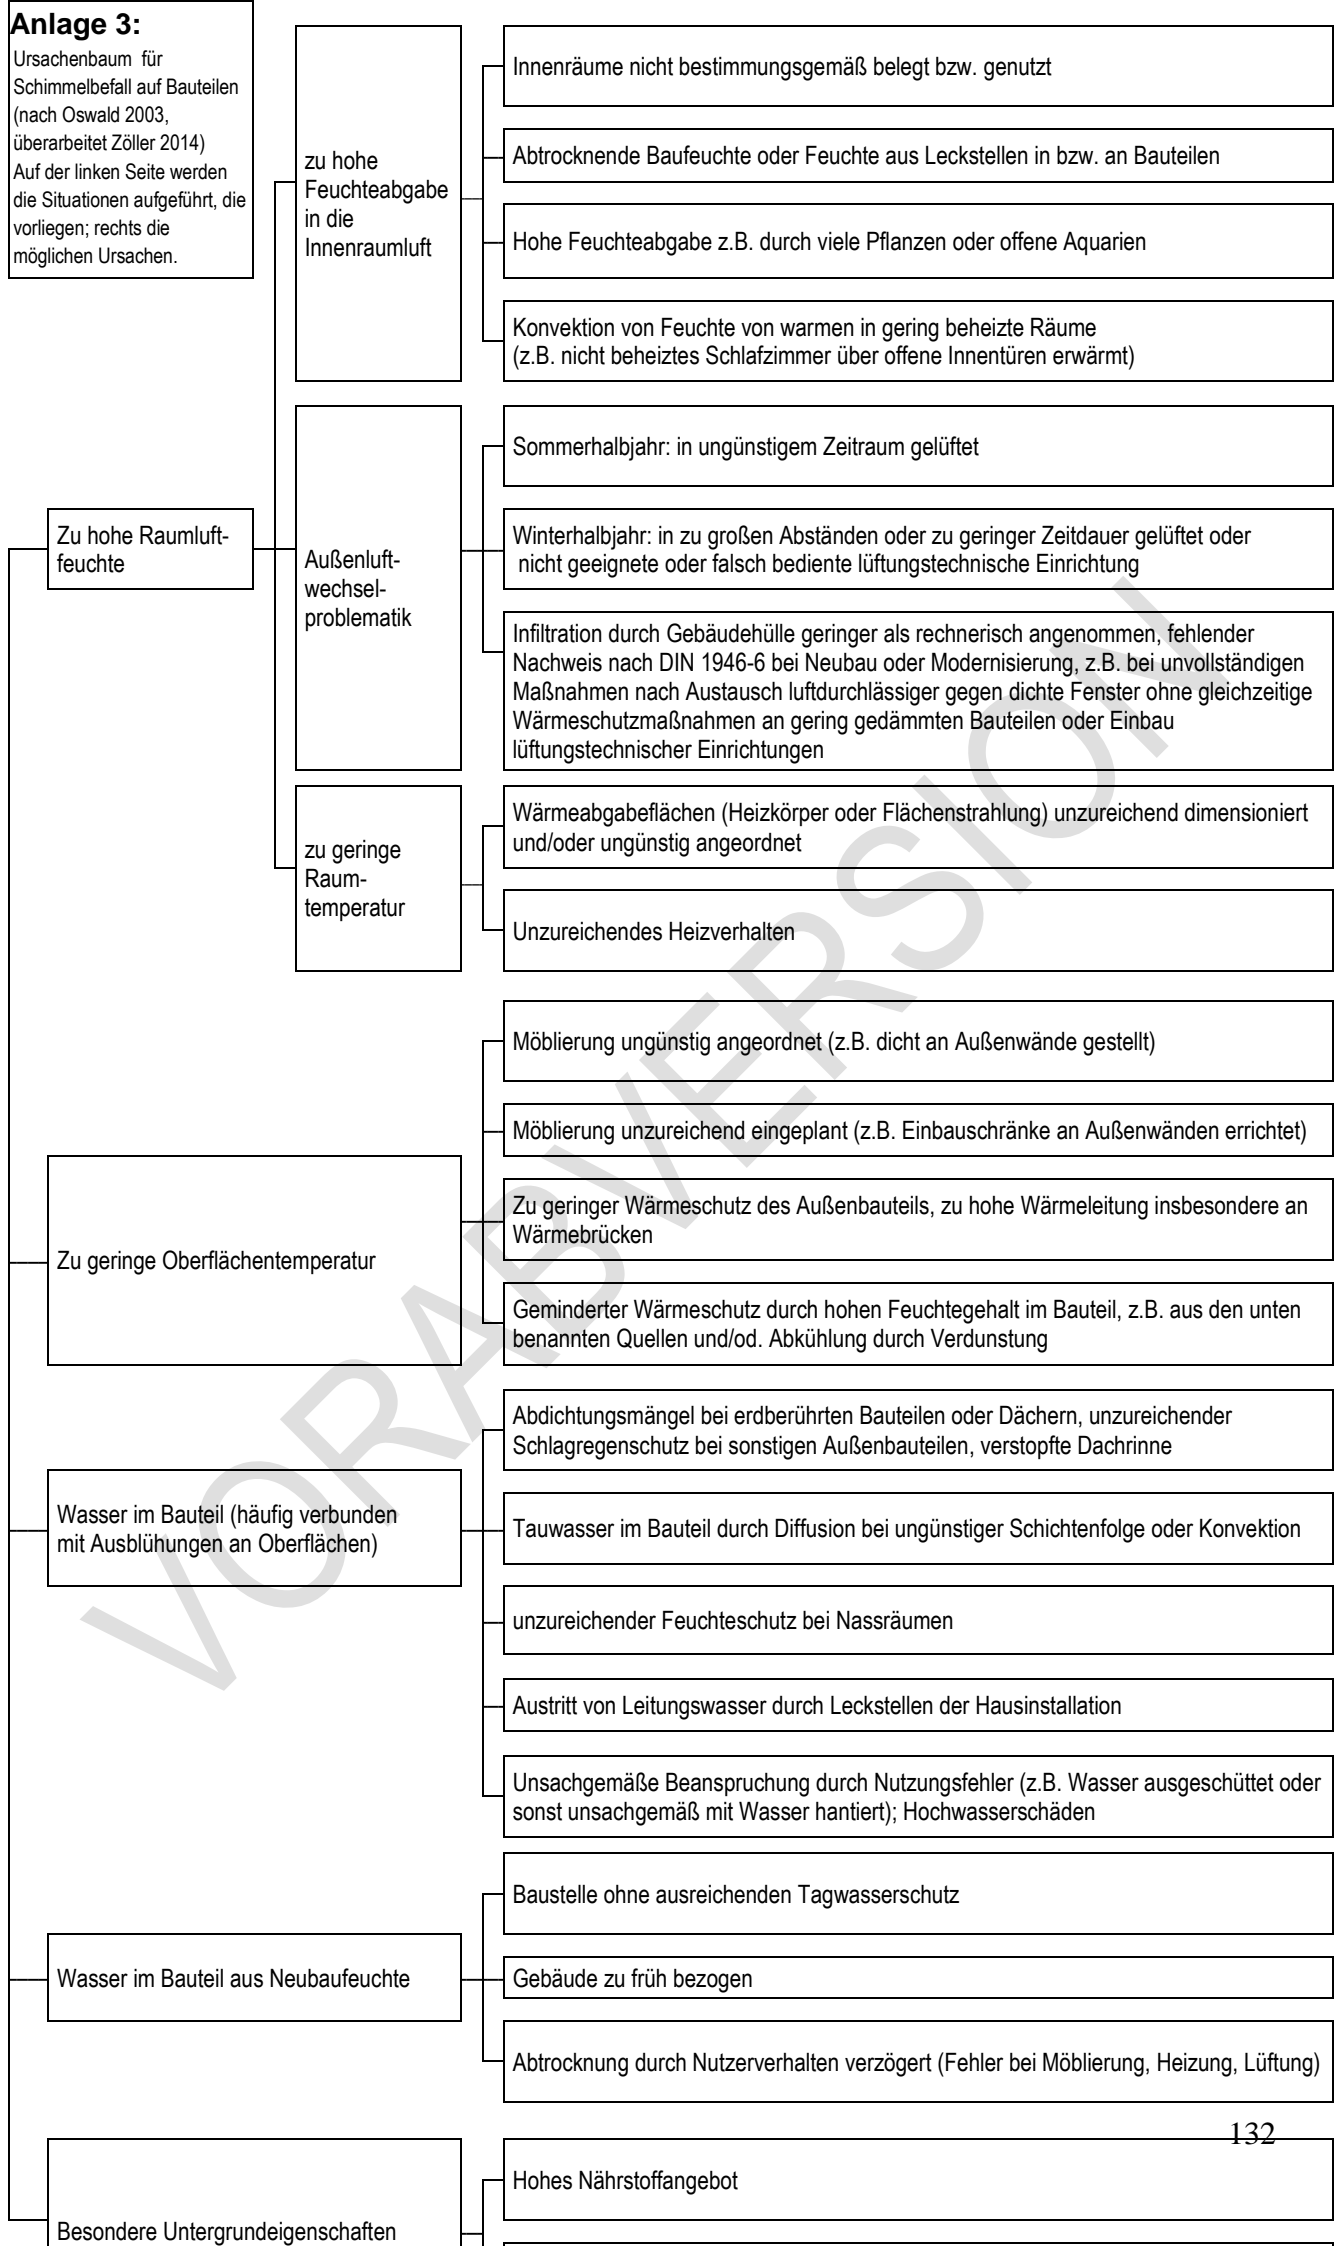 Anlage 3:
Ursachenbaum für
Schimmelbefall auf Bauteilen
(nach Oswald 2003,
überarbeitet Zöller 2014)
Auf der linken Seite werden
die Situationen aufgeführt, die
vorliegen; rechts die
möglichen Ursachen.
Zu hohe Raumluft-
feuchte
zu hohe
Feuchteabgabe
in die
Innenraumluft
Innenräume nicht bestimmungsgemäß belegt bzw. genutzt
Abtrocknende Baufeuchte oder Feuchte aus Leckstellen in bzw. an Bauteilen
Hohe Feuchteabgabe z.B. durch viele Pflanzen oder offene Aquarien
Konvektion von Feuchte von warmen in gering beheizte Räume
(z.B. nicht beheiztes Schlafzimmer über offene Innentüren erwärmt)
Außenluft-
wechsel-
problematik
Sommerhalbjahr: in ungünstigem Zeitraum gelüftet
Winterhalbjahr: in zu großen Abständen oder zu geringer Zeitdauer gelüftet oder
nicht geeignete oder falsch bediente lüftungstechnische Einrichtung
Infiltration durch Gebäudehülle geringer als rechnerisch angenommen, fehlender
Nachweis nach DIN 1946-6 bei Neubau oder Modernisierung, z.B. bei unvollständigen
Maßnahmen nach Austausch luftdurchlässiger gegen dichte Fenster ohne gleichzeitige
Wärmeschutzmaßnahmen an gering gedämmten Bauteilen oder Einbau
lüftungstechnischer Einrichtungen
zu geringe
Raum-
temperatur
Wärmeabgabeflächen (Heizkörper oder Flächenstrahlung) unzureichend dimensioniert
und/oder ungünstig angeordnet
Unzureichendes Heizverhalten
Zu geringe Oberflächentemperatur
Möblierung ungünstig angeordnet (z.B. dicht an Außenwände gestellt)
Möblierung unzureichend eingeplant (z.B. Einbauschränke an Außenwänden errichtet)
Zu geringer Wärmeschutz des Außenbauteils, zu hohe Wärmeleitung insbesondere an
Wärmebrücken
Geminderter Wärmeschutz durch hohen Feuchtegehalt im Bauteil, z.B. aus den unten
benannten Quellen und/od. Abkühlung durch Verdunstung
Wasser im Bauteil (häufig verbunden
mit Ausblühungen an Oberflächen)
Abdichtungsmängel bei erdberührten Bauteilen oder Dächern, unzureichender
Schlagregenschutz bei sonstigen Außenbauteilen, verstopfte Dachrinne
Tauwasser im Bauteil durch Diffusion bei ungünstiger Schichtenfolge oder Konvektion
unzureichender Feuchteschutz bei Nassräumen
Austritt von Leitungswasser durch Leckstellen der Hausinstallation
Unsachgemäße Beanspruchung durch Nutzungsfehler (z.B. Wasser ausgeschüttet oder
sonst unsachgemäß mit Wasser hantiert); Hochwasserschäden
Wasser im Bauteil aus Neubaufeuchte
Baustelle ohne ausreichenden Tagwasserschutz
Gebäude zu früh bezogen
Abtrocknung durch Nutzerverhalten verzögert (Fehler bei Möblierung, Heizung, Lüftung)
132
Besondere Untergrundeigenschaften
Hohes Nährstoffangebot
VORABVERSION